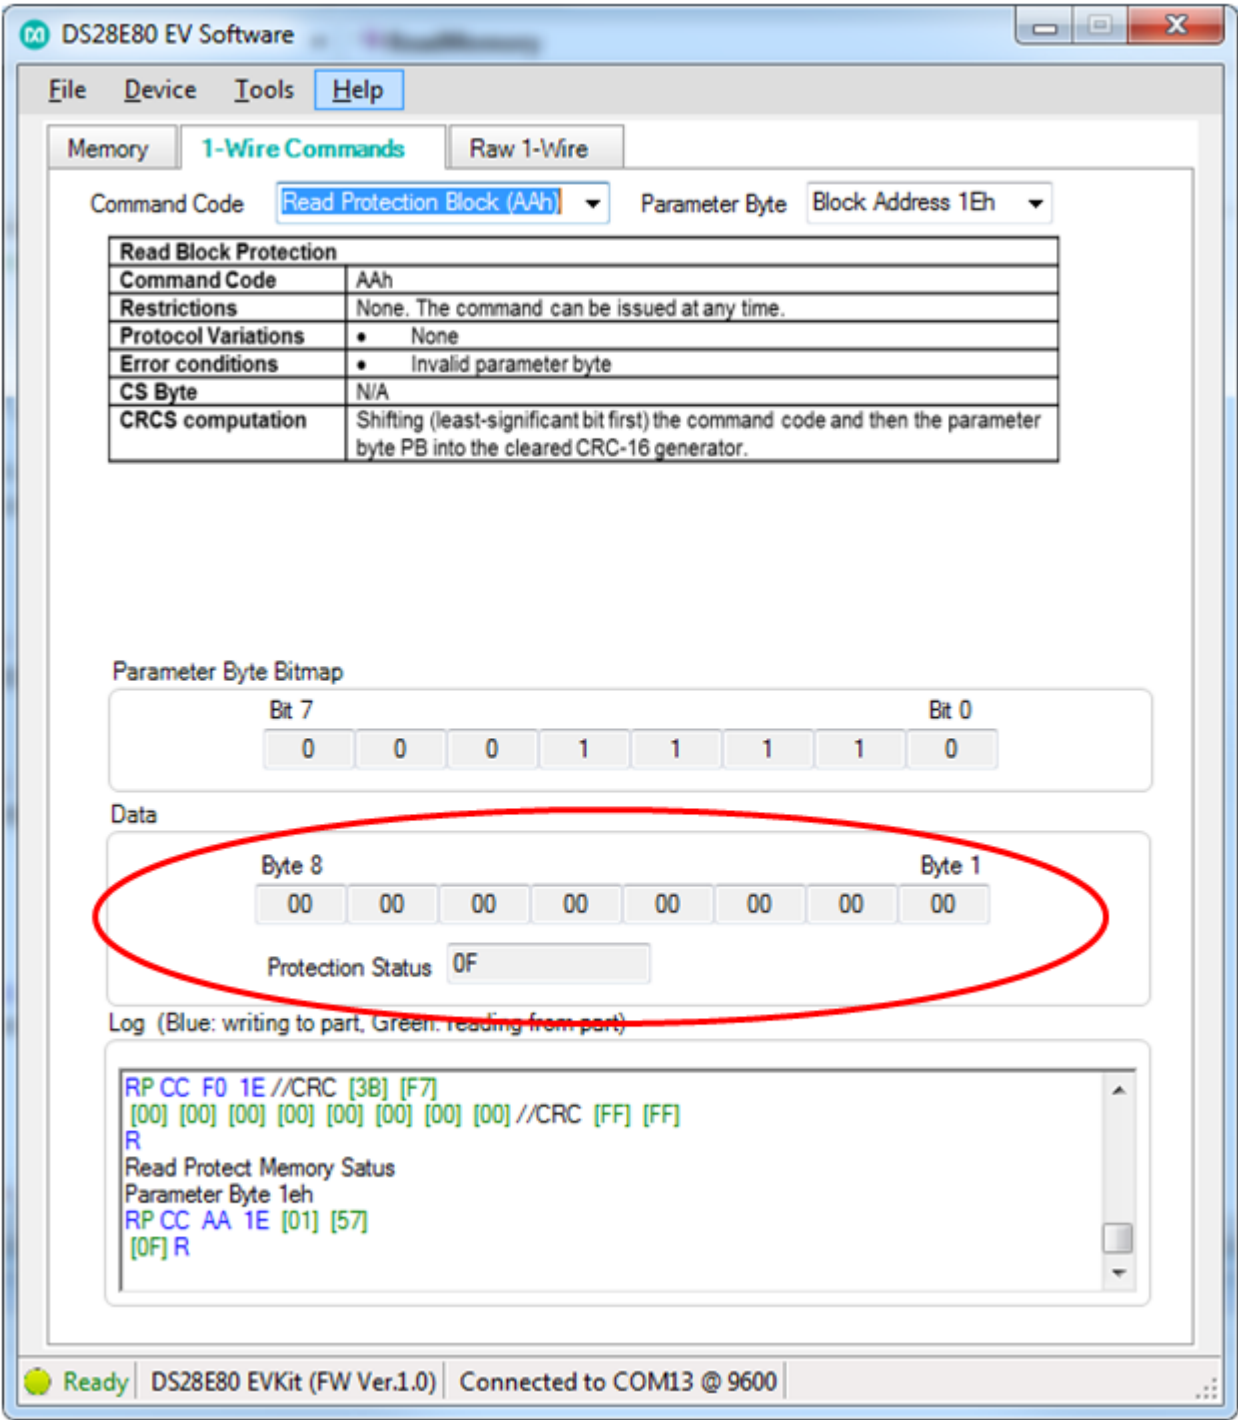 DS28E80 EV Software
File Device Tools Help
Memory 1-Wire Commands Raw 1-Wire
Command Code Read Protection Block (AAh) Parameter Byte Block Address 1Eh
Read Block Protection
Command Code AAh
Restrictions None. The command can be issued at any time.
Protocol Variations • None
Error conditions • Invalid parameter byte
CS Byte N/A
CRCS computation Shifting (least-significant bit first) the command code and then the parameter
byte PB into the cleared CRC-16 generator.
Parameter Byte Bitmap
Bit 7 Bit 0
0 0 0 1 1 1 1 0
Data
Byte 8 Byte 1
00 00 00 00 00 00 00 00
Protection Status 0F
Log (Blue: writing to part, Green: reading from part)
RP CC F0 1E //CRC [3B] [F7]
[00] [00] [00] [00] [00] [00] [00] [00] //CRC [FF] [FF]
R
Read Protect Memory Satus
Parameter Byte 1eh
RP CC AA 1E [01] [57]
[0F] R
Ready DS28E80 EVKit (FW Ver.1.0) Connected to COM13 @ 9600